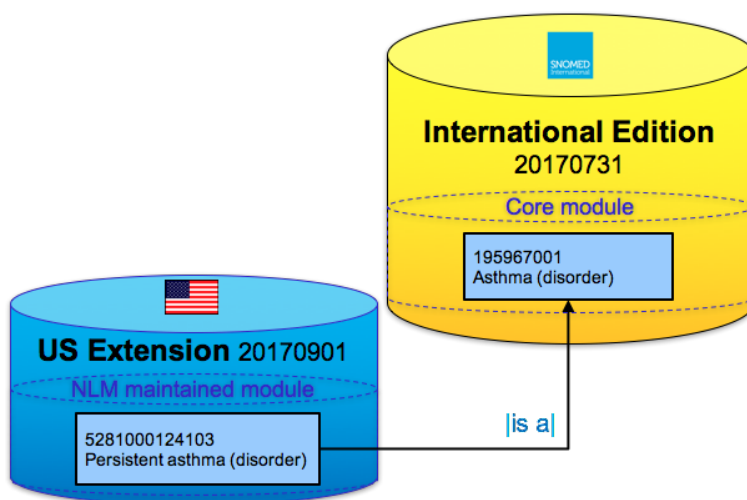 SNOMED
International
International Edition
20170731
Core module
195967001
Asthma (disorder)
US Extension 20170901
NLM maintained module
5281000124103
Persistent asthma (disorder)
|is a|